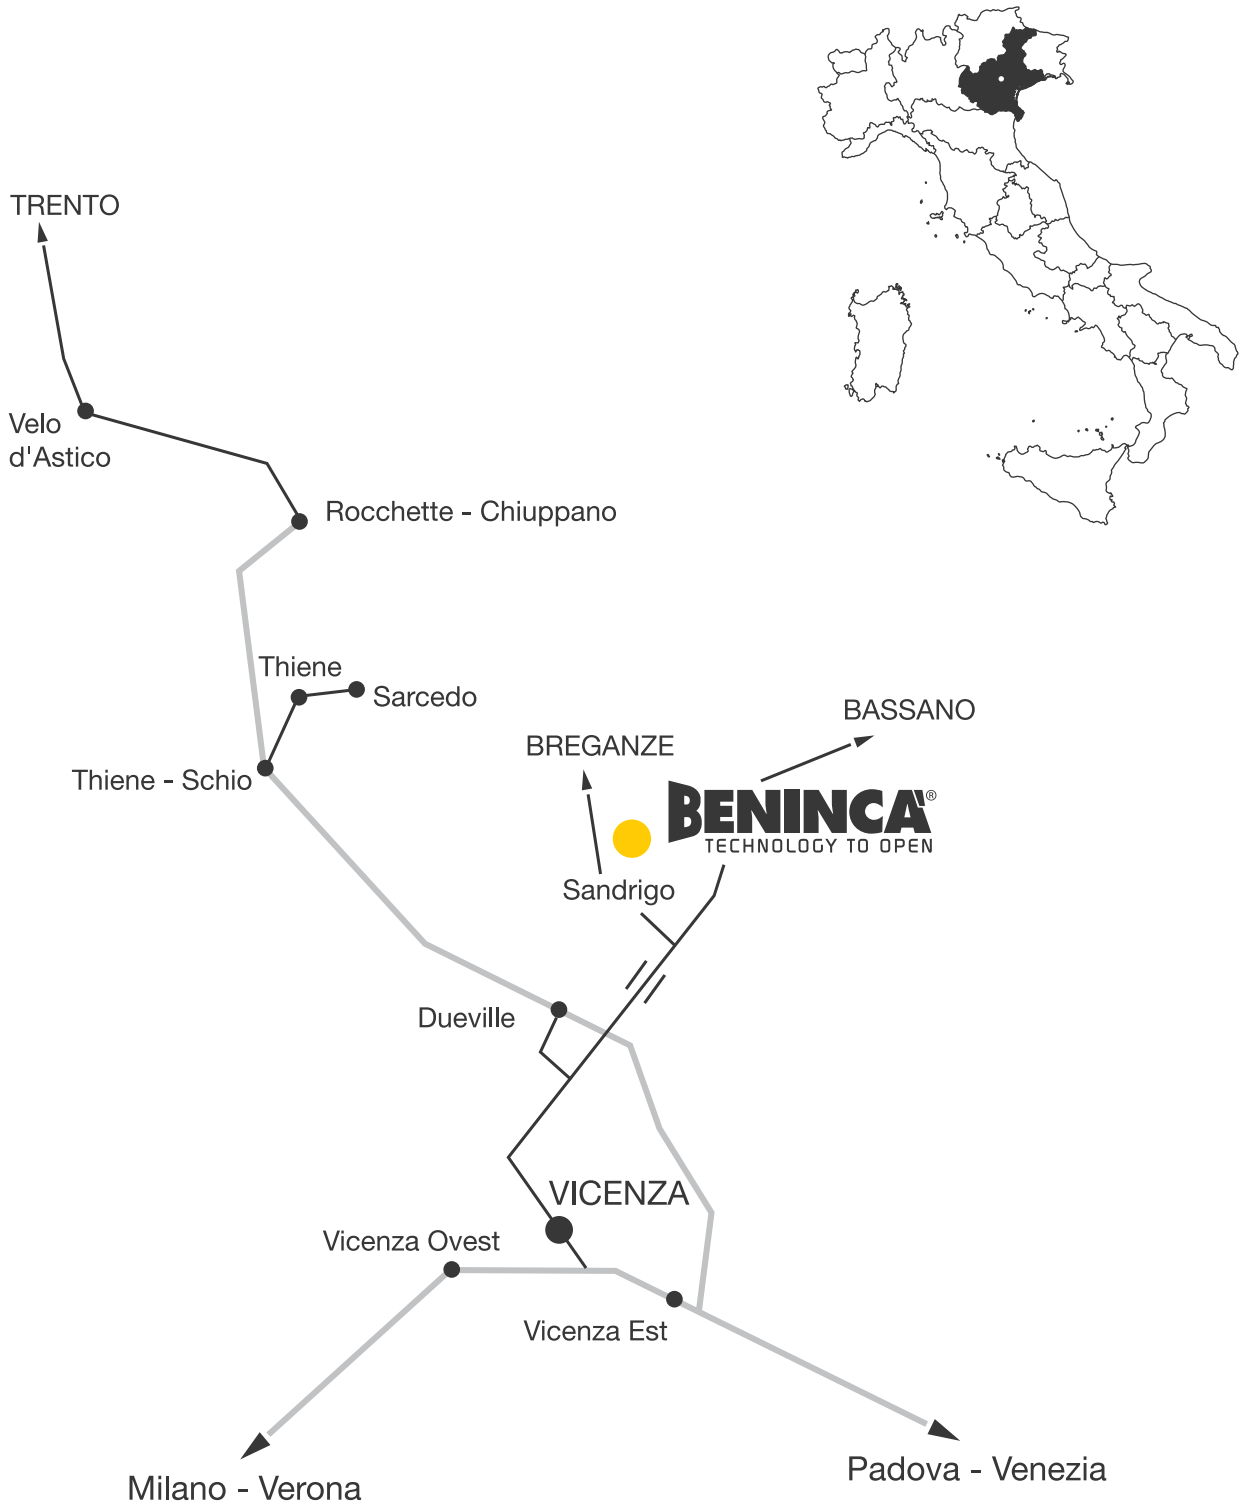 TRENTO
Velo
d'Astico
Rocchette - Chiuppano
Thiene
Sarcedo
Thiene - Schio
BASSANO
BREGANZE
BENINCÀ®
TECHNOLOGY TO OPEN
Sandrigo
Dueville
VICENZA
Vicenza Ovest
Vicenza Est
Padova - Venezia
Milano - Verona